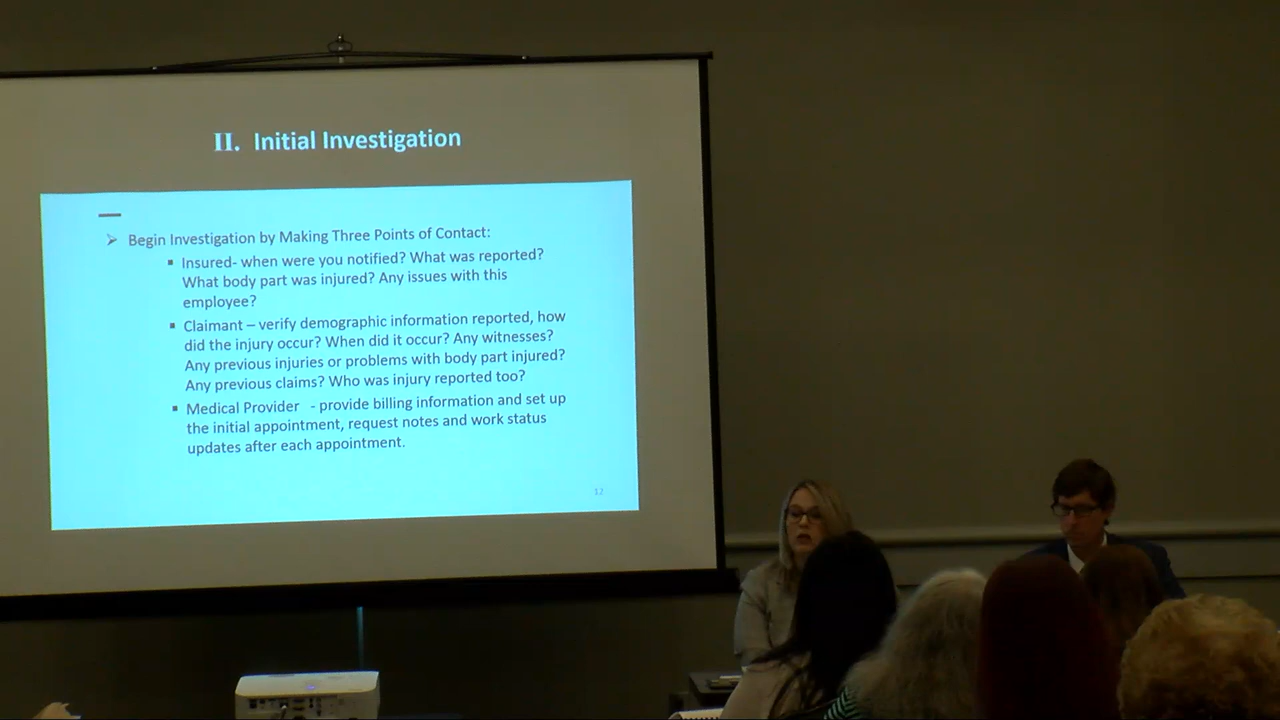 II. Initial Investigation
➢ Begin Investigation by Making Three Points of Contact:
▪ Insured- when were you notified? What was reported?
What body part was injured? Any issues with this
employee?
▪ Claimant – verify demographic information reported, how
did the injury occur? When did it occur? Any witnesses?
Any previous injuries or problems with body part injured?
Any previous claims? Who was injury reported too?
▪ Medical Provider - provide billing information and set up
the initial appointment, request notes and work status
updates after each appointment.
12